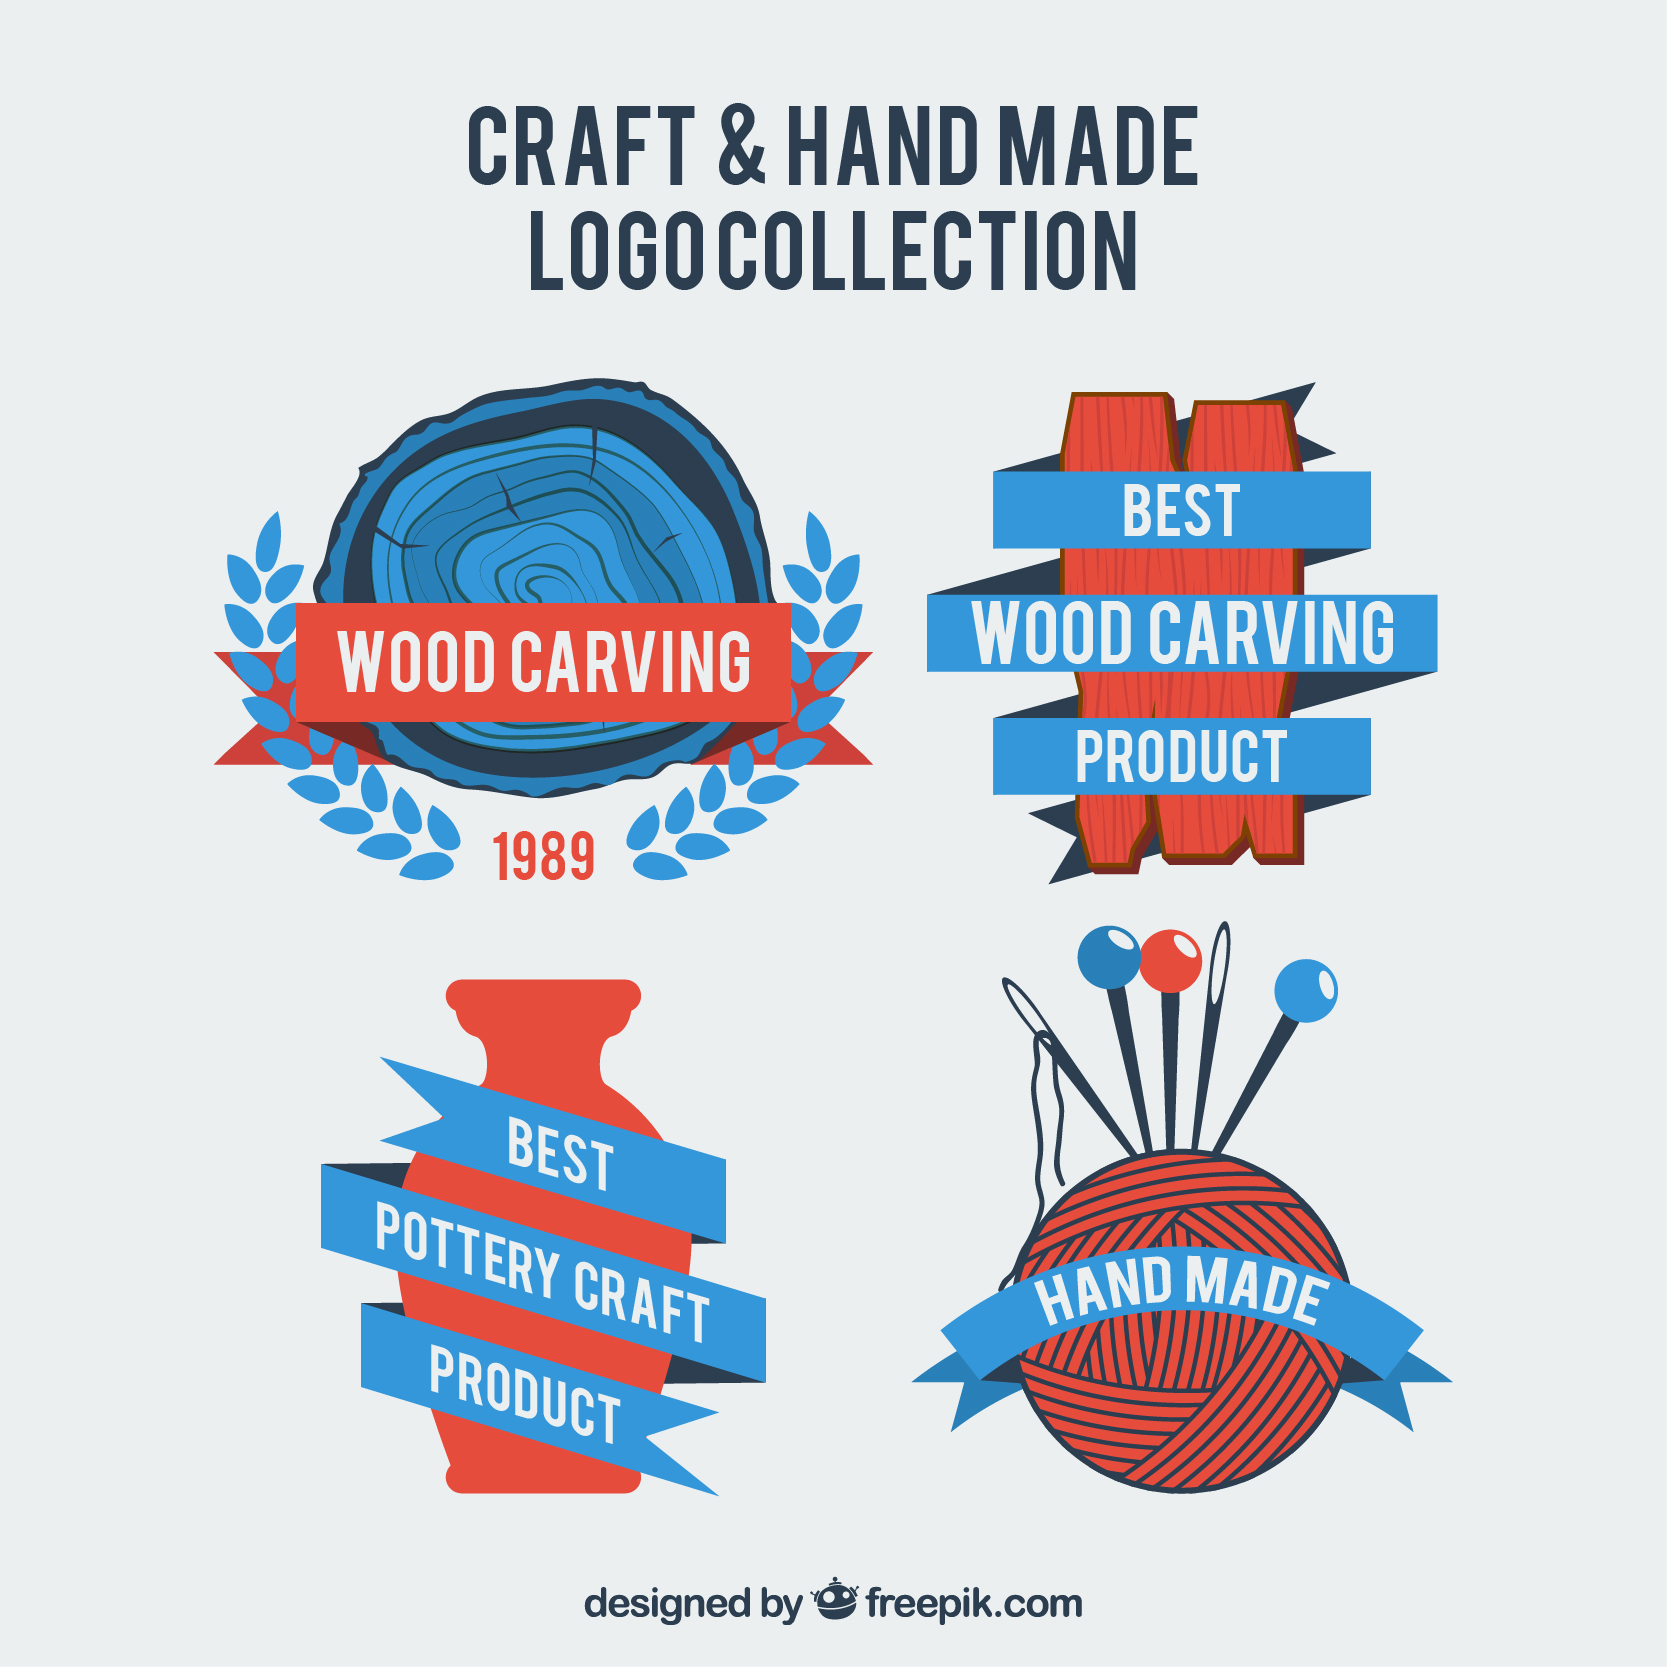 CRAFT & HAND MADE
LOGO COLLECTION
WOOD CARVING
1989
BEST
WOOD CARVING
PRODUCT
BEST
POTTERY CRAFT
PRODUCT
HAND MADE
designed by freepik.com